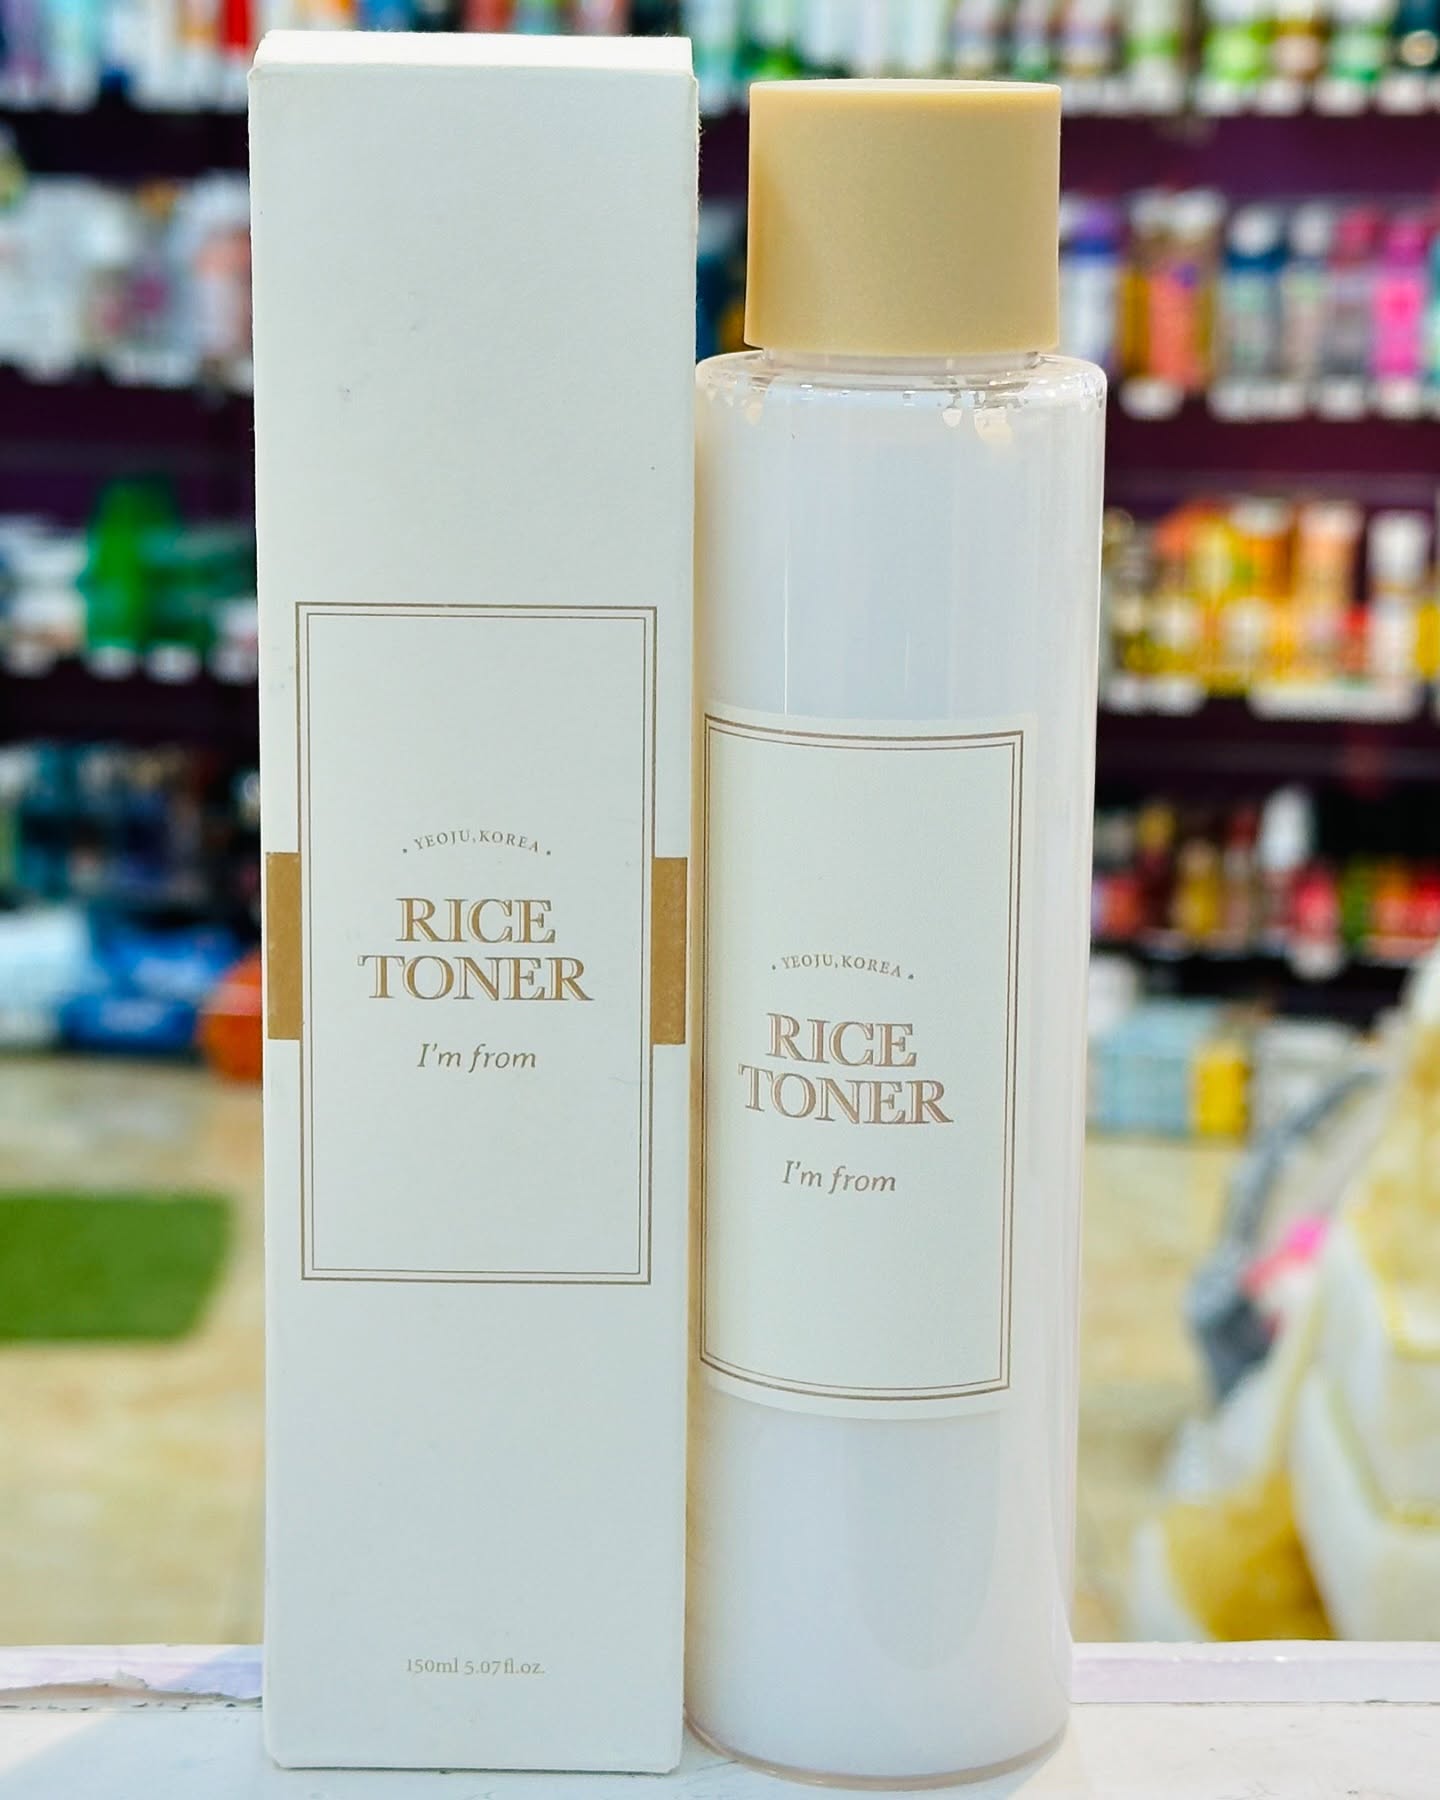 YEOJU, KOREA
RICE
TONER
I'm from
150ml 5.07fl.oz.
YEOJU, KOREA
RICE
TONER
I'm from